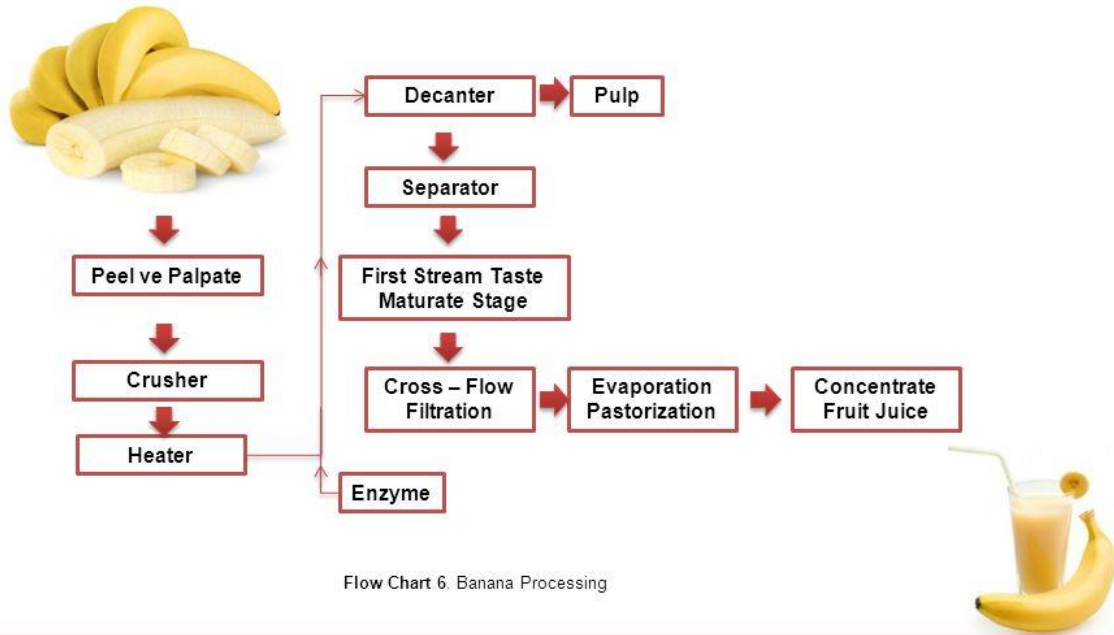 Peel ve Palpate
Crusher
Heater
Enzyme
Decanter
Pulp
Separator
First Stream Taste
Maturate Stage
Cross – Flow
Filtration
Evaporation
Pastorization
Concentrate
Fruit Juice
Flow Chart 6. Banana Processing